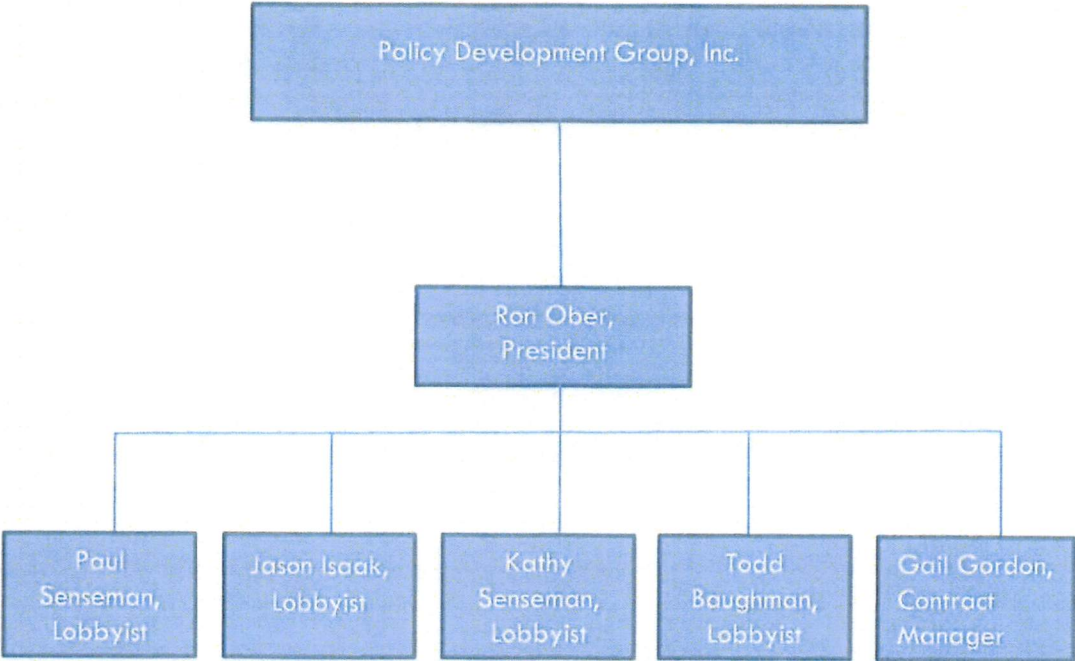 Policy Development Group, Inc.
Ron Ober,
President
Paul
Senseman,
Lobbyist
Jason Isaak,
Lobbyist
Kathy
Senseman,
Lobbyist
Todd
Baughman,
Lobbyist
Gail Gordon,
Contract
Manager